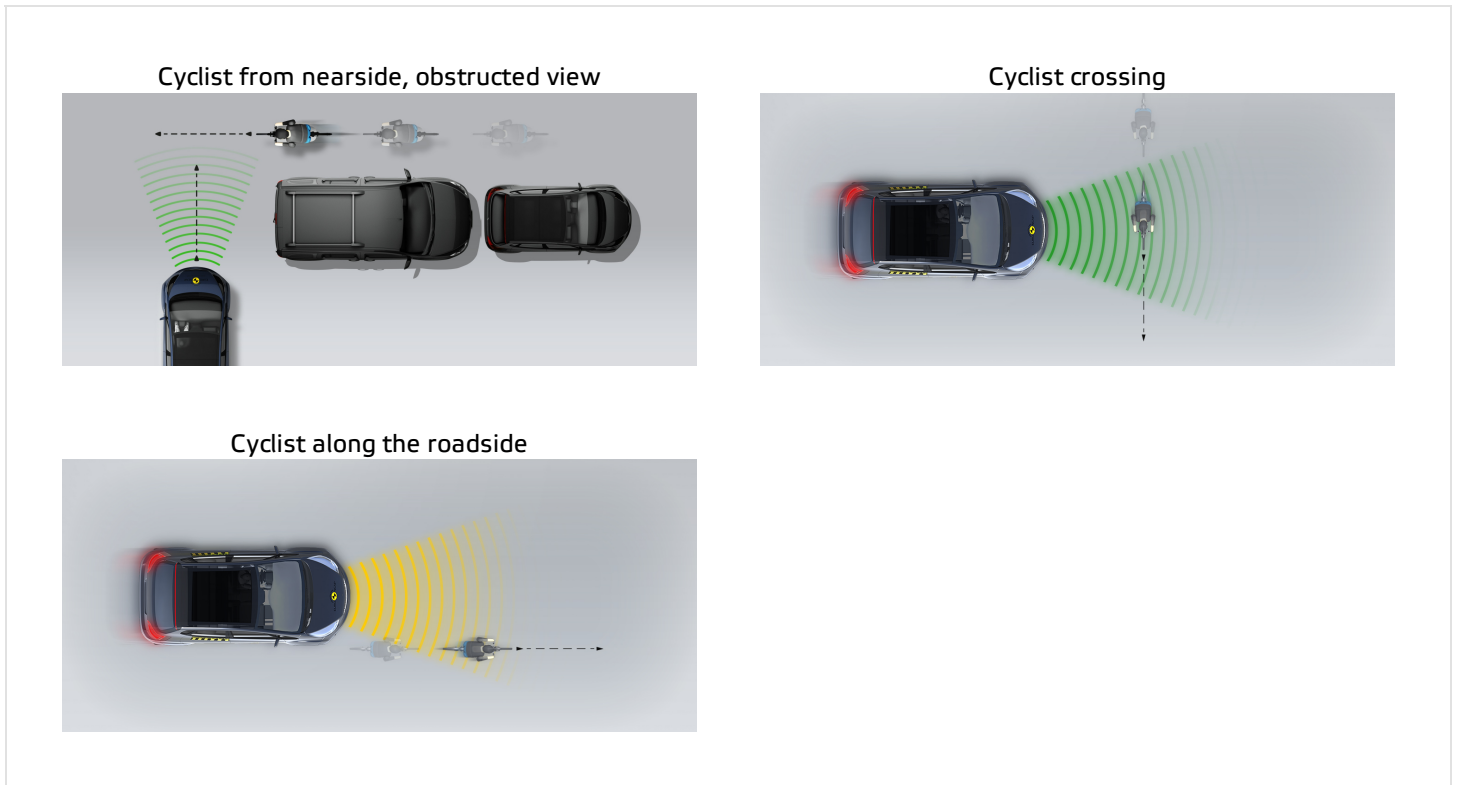 Cyclist from nearside, obstructed view
Cyclist crossing
Cyclist along the roadside